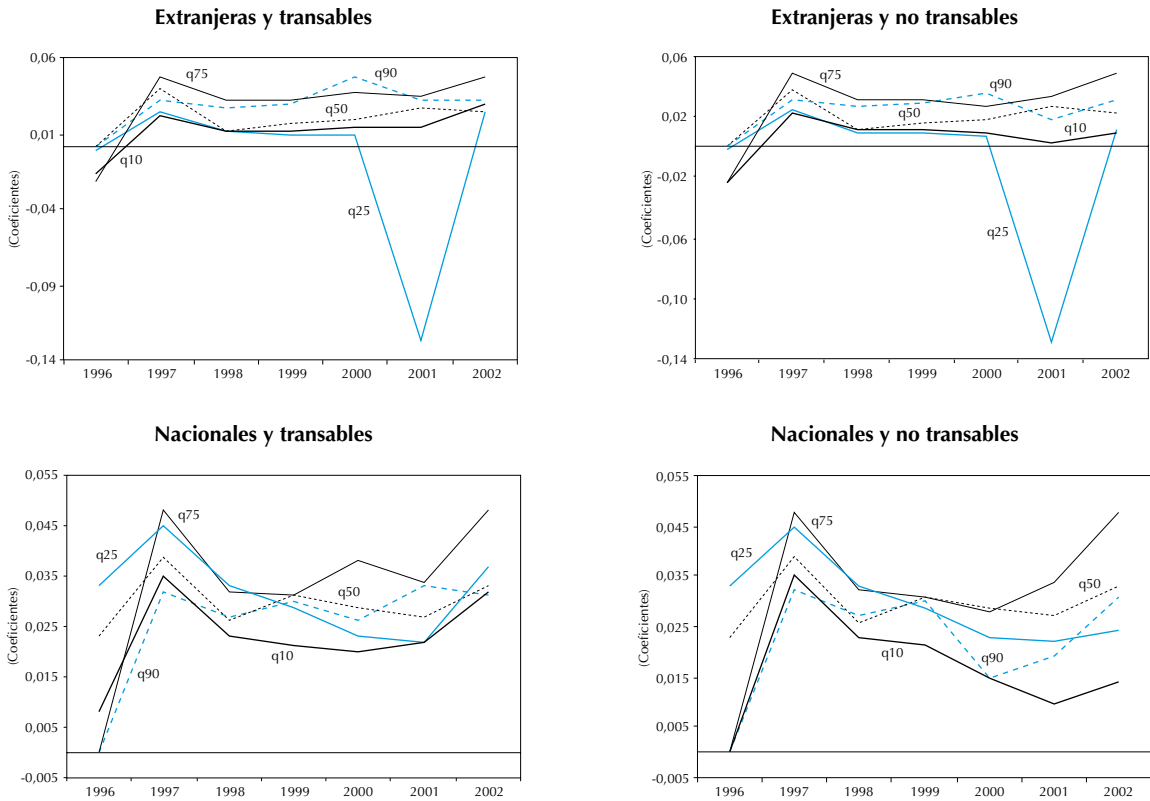 Extranjeras y transables
(Coeficientes)
0,06
0,01
-0,04
-0,09
-0,14
q75
q90
q50
q10
q25
1996 1997 1998 1999 2000 2001 2002
Extranjeras y no transables
(Coeficientes)
0,06
0,02
-0,02
-0,06
-0,10
-0,14
q75
q90
q50
q10
q25
1996 1997 1998 1999 2000 2001 2002
Nacionales y transables
(Coeficientes)
0,055
0,045
0,035
0,025
0,015
0,005
-0,005
q75
q25
q50
q10
q90
1996 1997 1998 1999 2000 2001 2002
Nacionales y no transables
(Coeficientes)
0,055
0,045
0,035
0,025
0,015
0,005
-0,005
q75
q25
q50
q10
q90
1996 1997 1998 1999 2000 2001 2002